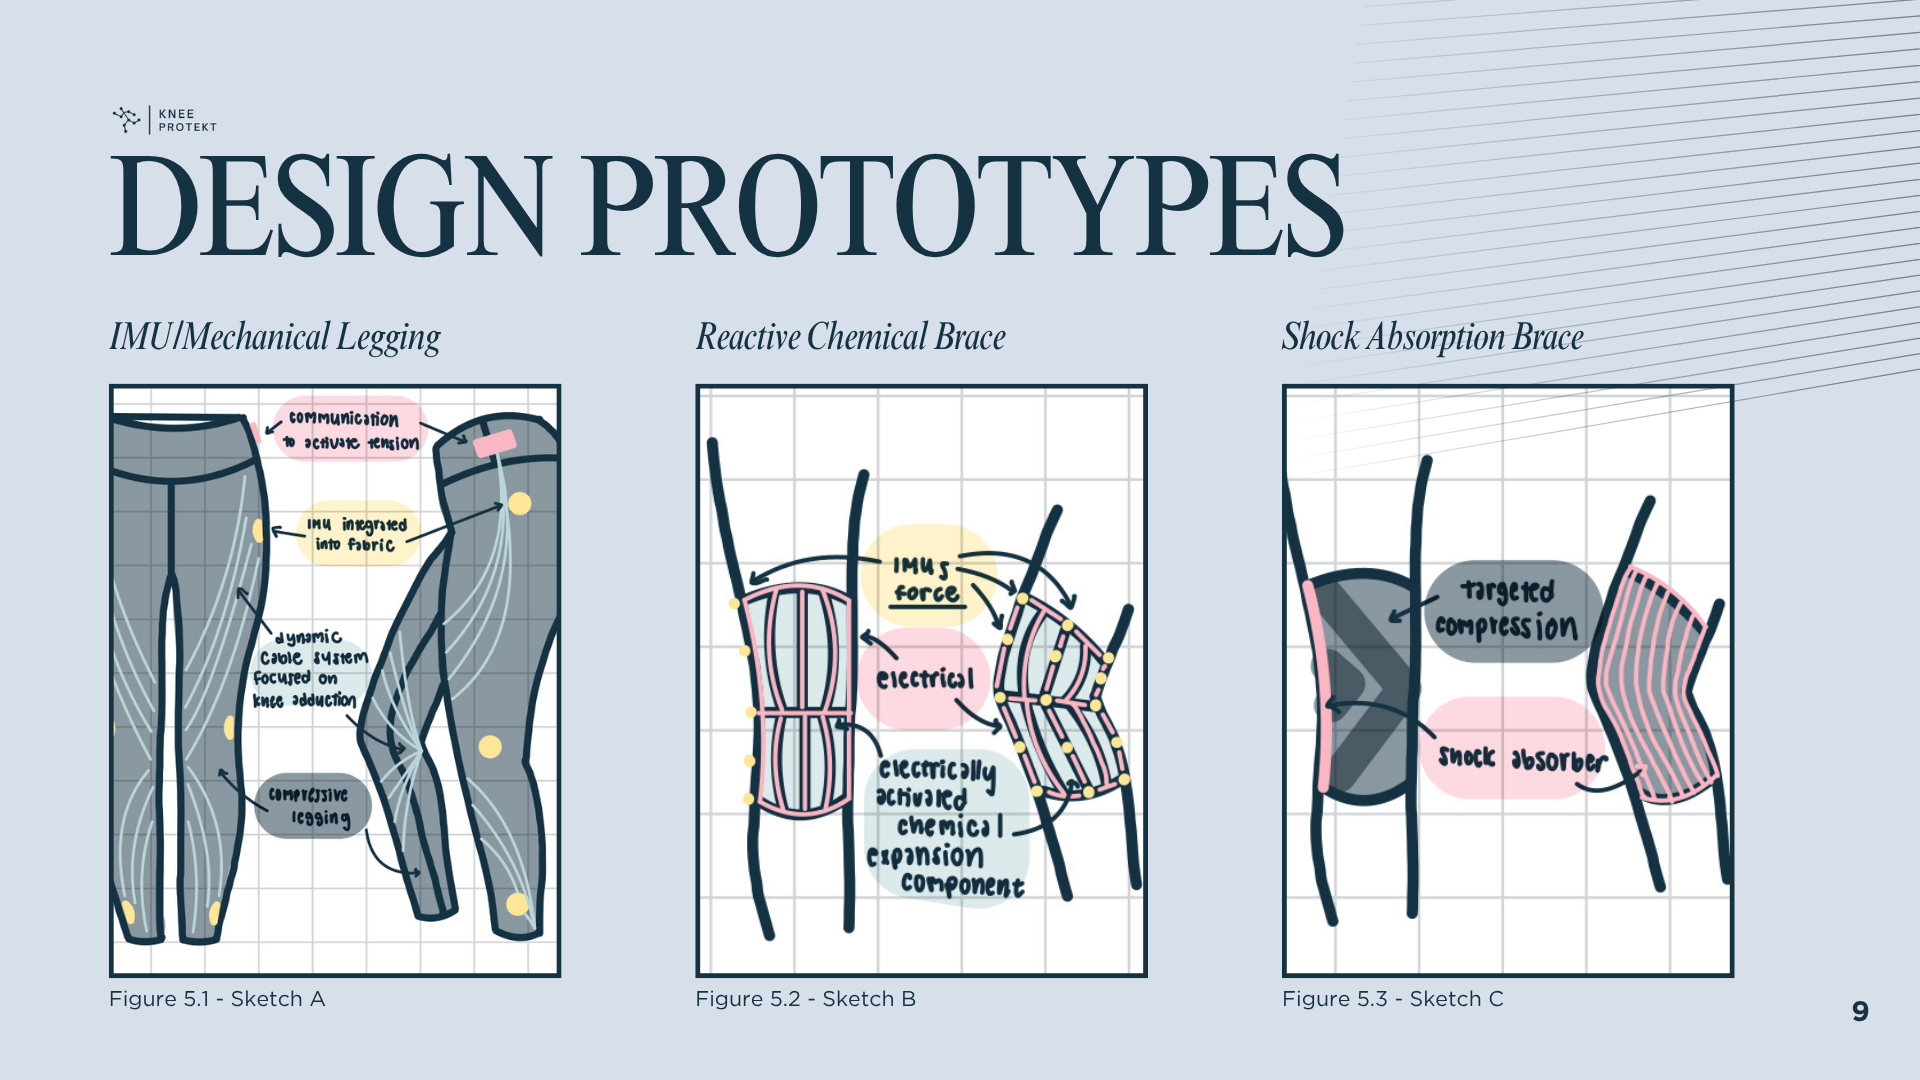 KNEE
PROTEKT
DESIGN PROTOTYPES
IMU/Mechanical Legging
communication
to activate tension
IMU integrated
into fabric
dynamic
cable system
focused on
knee adduction
compressive
legging
Figure 5.1 - Sketch A
Reactive Chemical Brace
IMU s
force
electrical
electrically
activated
chemical
expansion
component
Figure 5.2 - Sketch B
Shock Absorption Brace
targeted
compression
shock absorber
Figure 5.3 - Sketch C
9